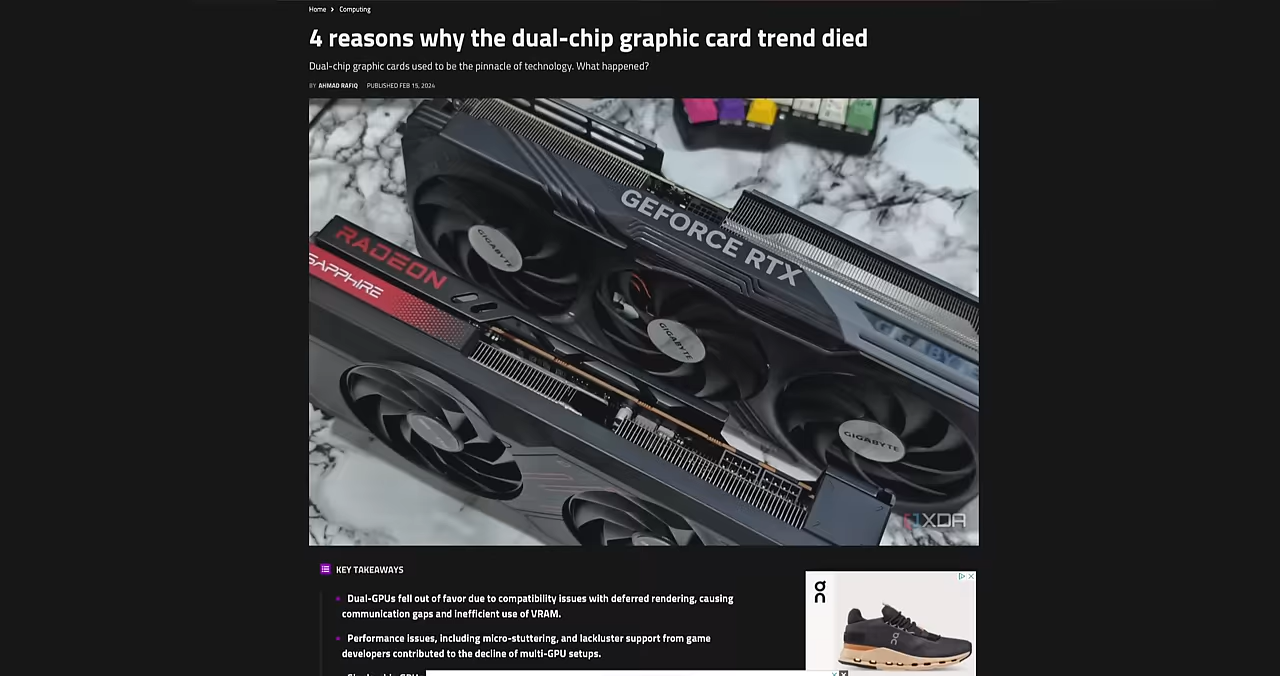 Home > Computing
4 reasons why the dual-chip graphic card trend died
Dual-chip graphic cards used to be the pinnacle of technology. What happened?
BY AHMAD RAFIQ PUBLISHED FEB 15, 2024
GEFORCE RTX
GIGABYTE
RADEON
SAPPHIRE
GIGABYTE
GIGABYTE
XDA
KEY TAKEAWAYS
Dual-GPUs fell out of favor due to compatibility issues with deferred rendering, causing
communication gaps and inefficient use of VRAM.
Performance issues, including micro-stuttering, and lackluster support from game
developers contributed to the decline of multi-GPU setups.